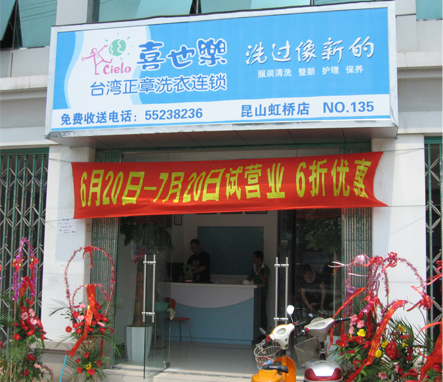 Cielo
喜世樂
洗过像新的
台湾正章洗衣连锁
服装清洗 整新 护理 保养
免费收送电话：55238236
昆山虹桥店 NO.135
6月20日—7月20日试营业 6折优惠